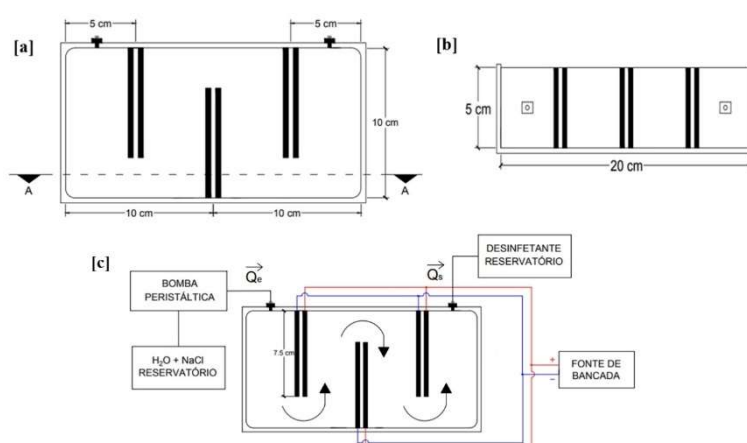 [a]
5 cm
5 cm
10 cm
A
A
10 cm
10 cm
[b]
5 cm
20 cm
[c]
BOMBA
PERISTÁLTICA
H₂O + NaCl
RESERVATÓRIO
Qe
Qs
DESINFETANTE
RESERVATÓRIO
7.5 cm
+
−
FONTE DE
BANCADA